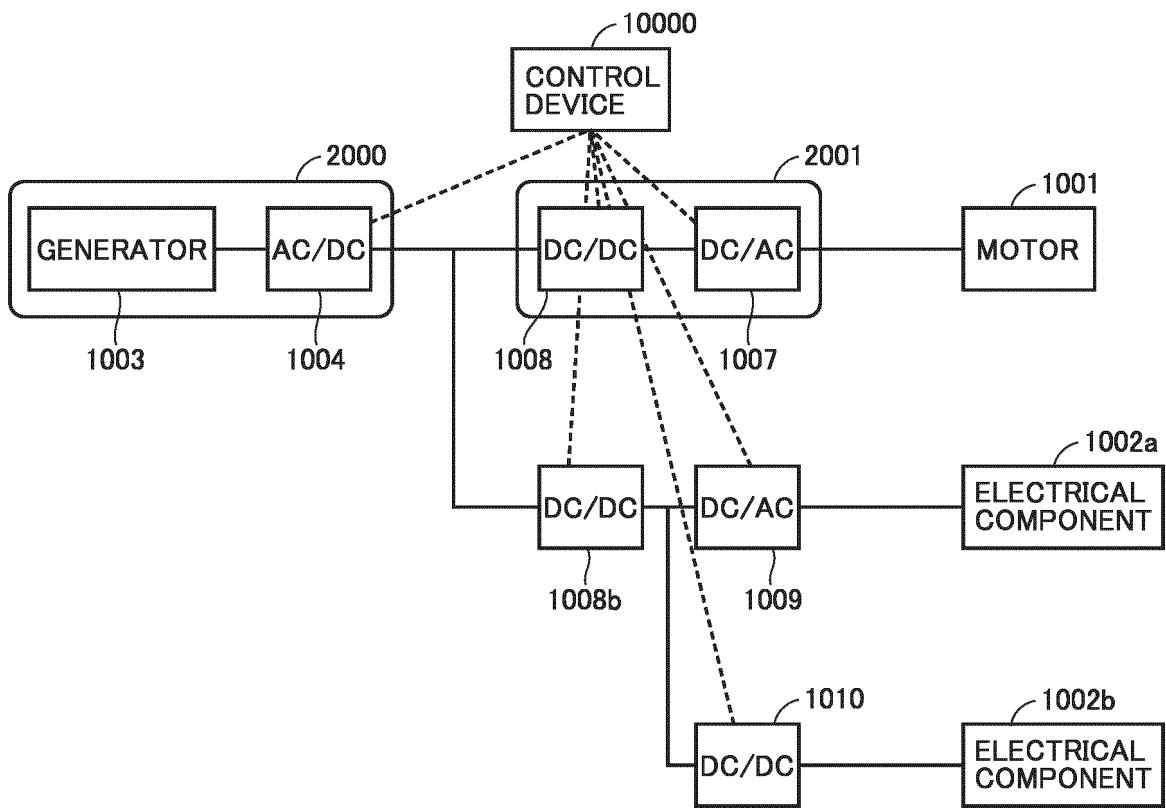 10000
CONTROL
DEVICE
2000
2001
1001
GENERATOR
AC/DC
DC/DC
DC/AC
MOTOR
1003
1004
1008
1007
1002a
DC/DC
DC/AC
ELECTRICAL
COMPONENT
1008b
1009
1010
1002b
DC/DC
ELECTRICAL
COMPONENT